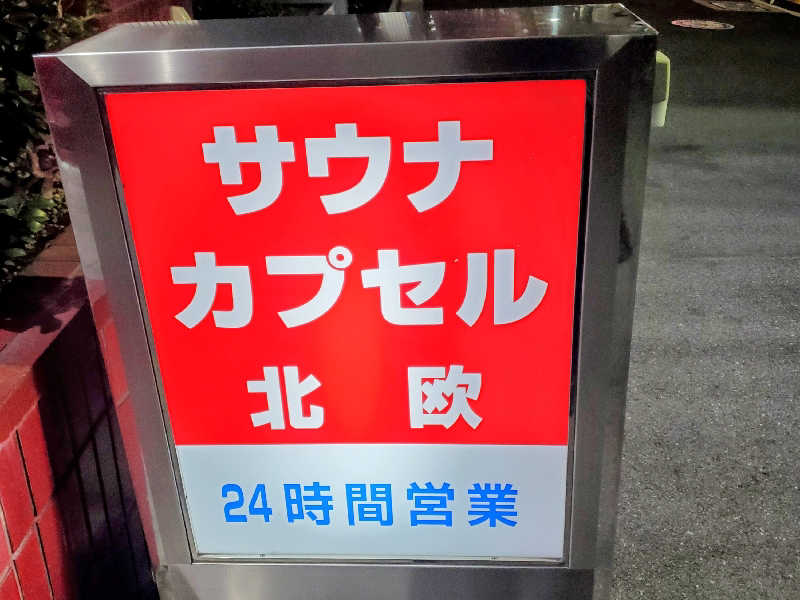 サウナ
カプセル
北欧
24時間営業